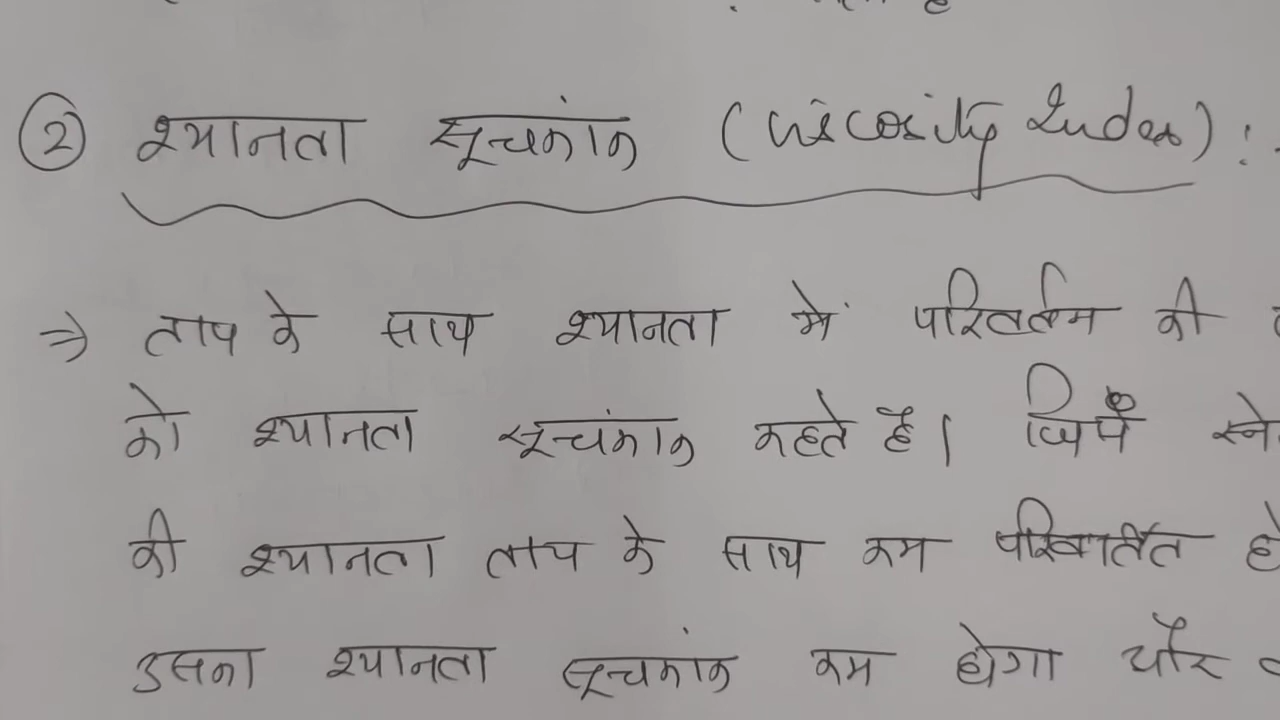 ② श्यानता सूचकांक (Viscosity Index) :-
⇒ ताप के साथ श्यानता में परिवर्तन की
को श्यानता सूचकांक कहते हैं। जिस
की श्यानता ताप के साथ कम परिवर्तित
उसका श्यानता सूचकांक कम होगा और